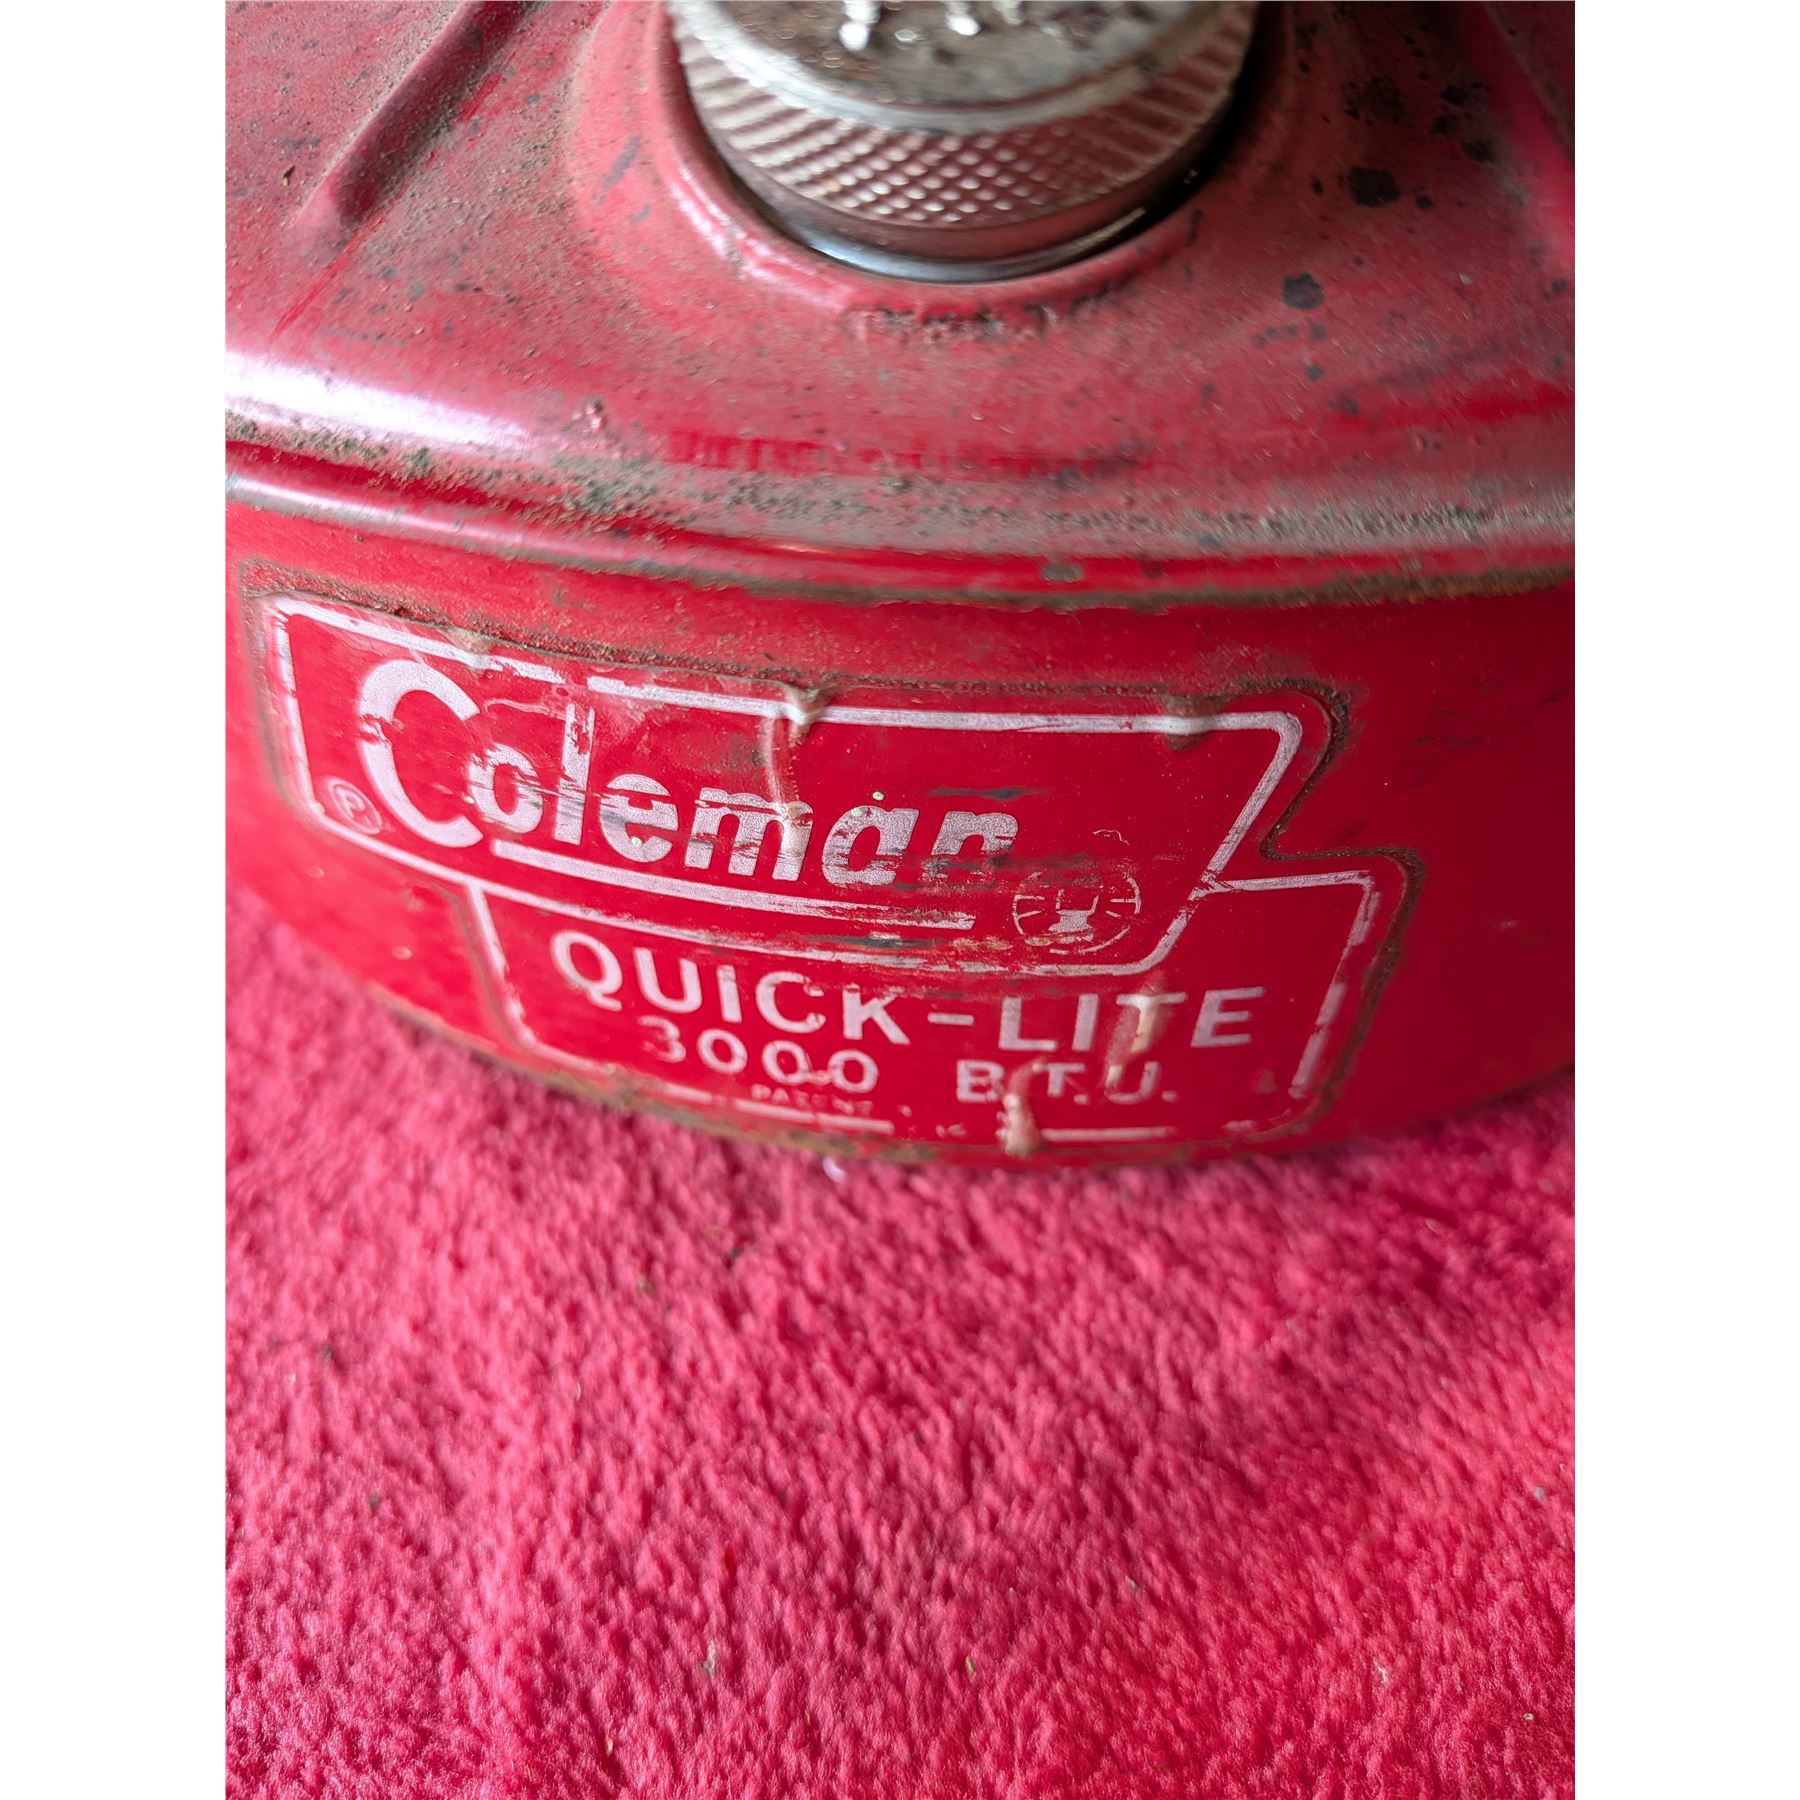 Coleman
®
QUICK-LITE
3000 B.T.U.